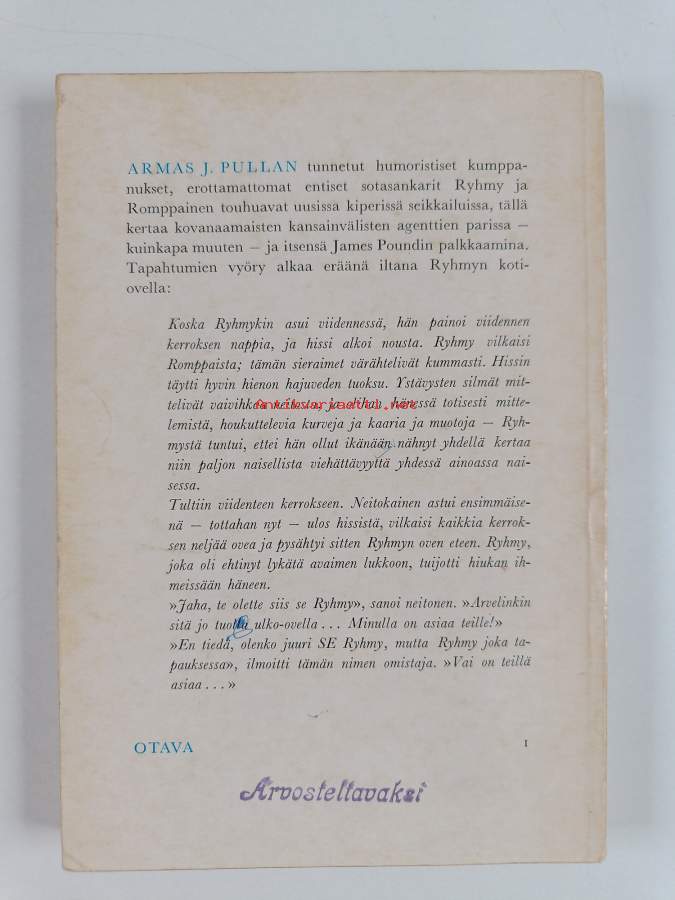 ARMAS J. PULLAN tunnetut humoristiset kumppa-
nukset, erottamattomat entiset sotasankarit Ryhmy ja
Romppainen touhuavat uusissa kiperissä seikkailuissa, tällä
kertaa kovanaamaisten kansainvälisten agenttien parissa –
kuinkapa muuten – ja itsensä James Poundin palkkaamina.
Tapahtumien vyöry alkaa eräänä iltana Ryhmyn koti-
ovella:
Koska Ryhmykin asui viidennessä, hän painoi viidennen
kerroksen nappia, ja hissi alkoi nousta. Ryhmy vilkaisi
Romppaista; tämän sieraimet värähtelivät kummasti. Hissin
täytti hyvin hienon hajuveden tuoksu. Ystävysten silmät mit-
telivät vaivihkaa neitosta, ja olihan hänessä totisesti mitte-
lemistä, houkuttelevia kurveja ja kaaria ja muotoja – Ryh-
mystä tuntui, ettei hän ollut ikänään nähnyt yhdellä kertaa
niin paljon naisellista viehättävyyttä yhdessä ainoassa nai-
sessa.
Tultiin viidenteen kerrokseen. Neitokainen astui ensimmäise-
nä – tottahan nyt – ulos hissistä, vilkaisi kaikkia kerrok-
sen neljää ovea ja pysähtyi sitten Ryhmyn oven eteen. Ryhmy,
joka oli ehtinyt lykätä avaimen lukkoon, tuijotti hiukan ih-
meissään häneen.
»Jaha, te olette siis se Ryhmy», sanoi neitonen. »Arvelinkin
sitä jo tuolla ulko-ovella . . . Minulla on asiaa teille!»
»En tiedä, olenko juuri SE Ryhmy, mutta Ryhmy joka ta-
pauksessa», ilmoitti tämän nimen omistaja. »Vai on teillä
asiaa . . . »
OTAVA 1
Arvosteltavaksi